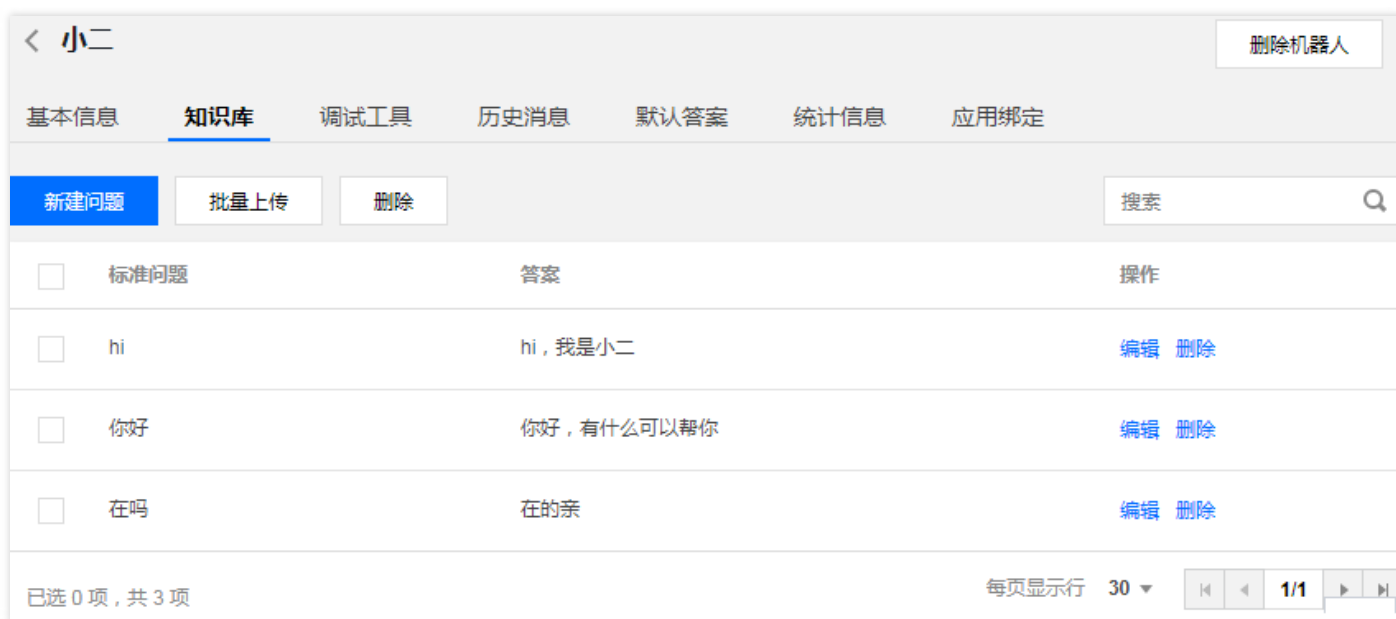 小二 删除机器人
基本信息 知识库 调试工具 历史消息 默认答案 统计信息 应用绑定
新建问题 批量上传 删除 搜索
标准问题 答案 操作
hi hi，我是小二 编辑 删除
你好 你好，有什么可以帮你 编辑 删除
在吗 在的亲 编辑 删除
已选 0 项，共 3 项 每页显示行 30 1/1